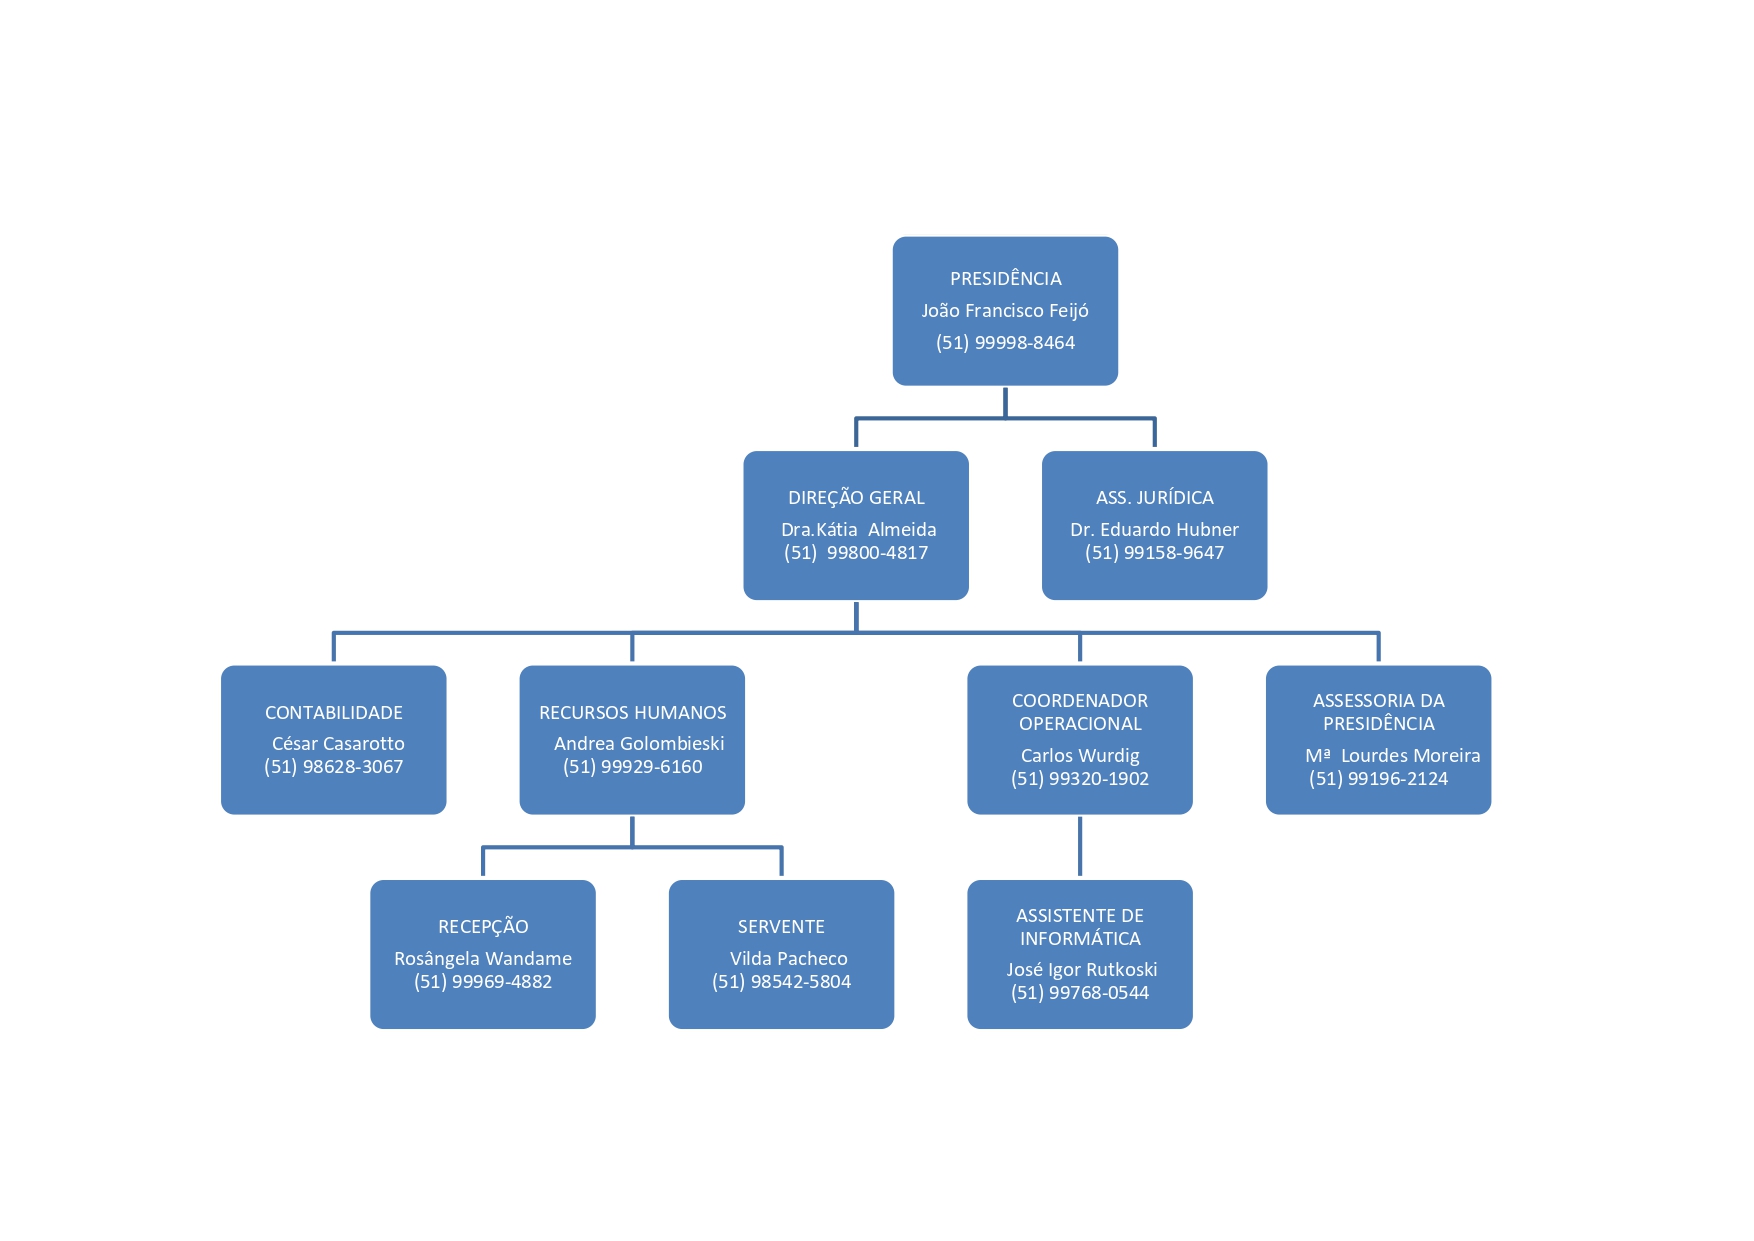 PRESIDÊNCIA
João Francisco Feijó
(51) 99998-8464
DIREÇÃO GERAL
Dra.Kátia  Almeida
(51)  99800-4817
ASS. JURÍDICA
Dr. Eduardo Hubner
(51) 99158-9647
CONTABILIDADE
César Casarotto
(51) 98628-3067
RECURSOS HUMANOS
Andrea Golombieski
(51) 99929-6160
COORDENADOR
OPERACIONAL
Carlos Wurdig
(51) 99320-1902
ASSESSORIA DA
PRESIDÊNCIA
Mª  Lourdes Moreira
(51) 99196-2124
RECEPÇÃO
Rosângela Wandame
(51) 99969-4882
SERVENTE
Vilda Pacheco
(51) 98542-5804
ASSISTENTE DE
INFORMÁTICA
José Igor Rutkoski
(51) 99768-0544